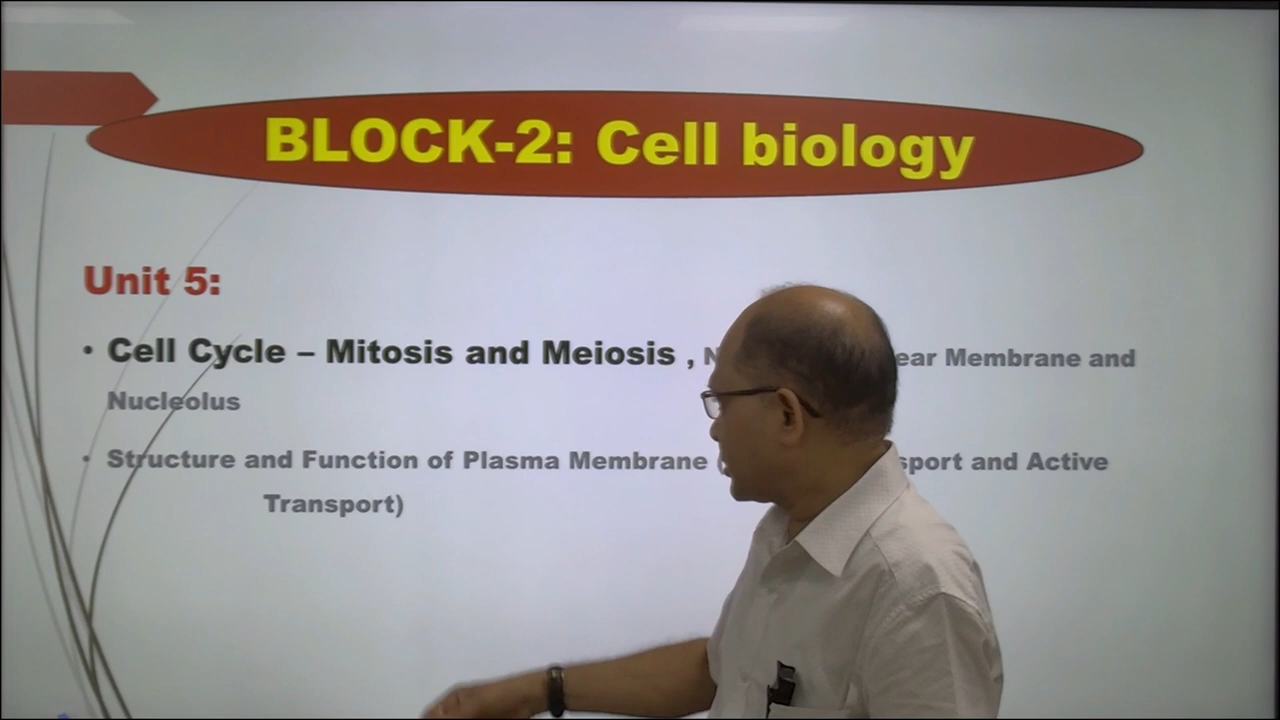 BLOCK-2: Cell biology
Unit 5:
• Cell Cycle – Mitosis and Meiosis , ear Membrane and
Nucleolus
• Structure and Function of Plasma Membrane ( sport and Active
Transport)